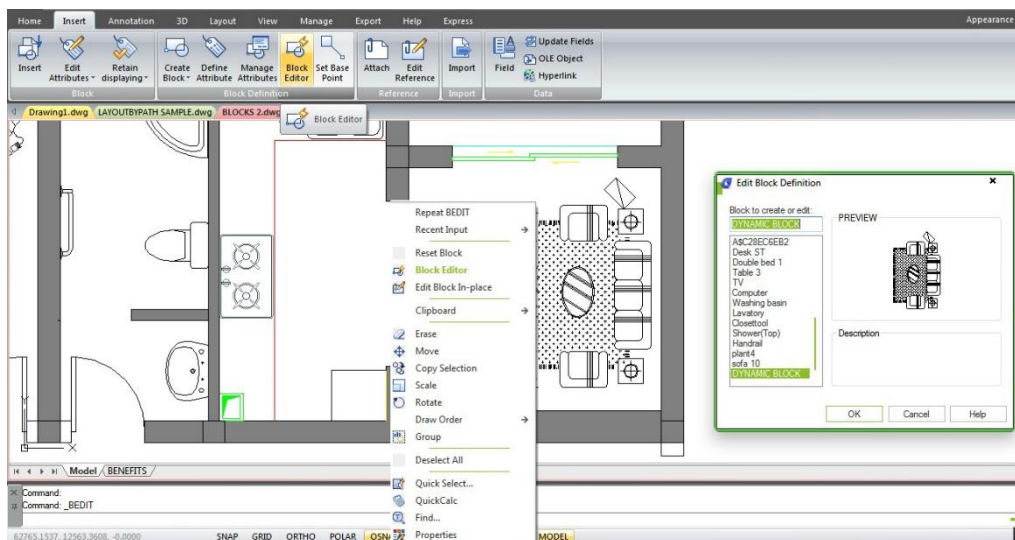 Home Insert Annotation 3D Layout View Manage Export Help Express Appearance
Insert Edit Attributes Retain displaying Create Block Define Attribute Manage Attributes Block Editor Set Base Point Attach Edit Reference Import Field Update Fields
OLE Object
Hyperlink
Block Block Definition Reference Import Data
Drawing1.dwg LAYOUTBYPATH SAMPLE.dwg BLOCKS 2.dwg
Block Editor
Repeat BEDIT
Recent Input
Reset Block
Block Editor
Edit Block In-place
Clipboard
Erase
Move
Copy Selection
Scale
Rotate
Draw Order
Group
Deselect All
Quick Select...
QuickCalc
Find...
Properties
Edit Block Definition
Block to create or edit:
DYNAMIC BLOCK
A$C28EC6EB2
Desk ST
Double bed 1
Table 3
TV
Computer
Washing basin
Lavatory
Closettool
Shower(Top)
Handrail
plant4
sofa 10
DYNAMIC BLOCK
PREVIEW
Description
OK Cancel Help
X
Model BENEFITS
Command:
Command: _BEDIT
62765.1537, 12563.3608, -0.0000 SNAP GRID ORTHO POLAR OSNA MODEL